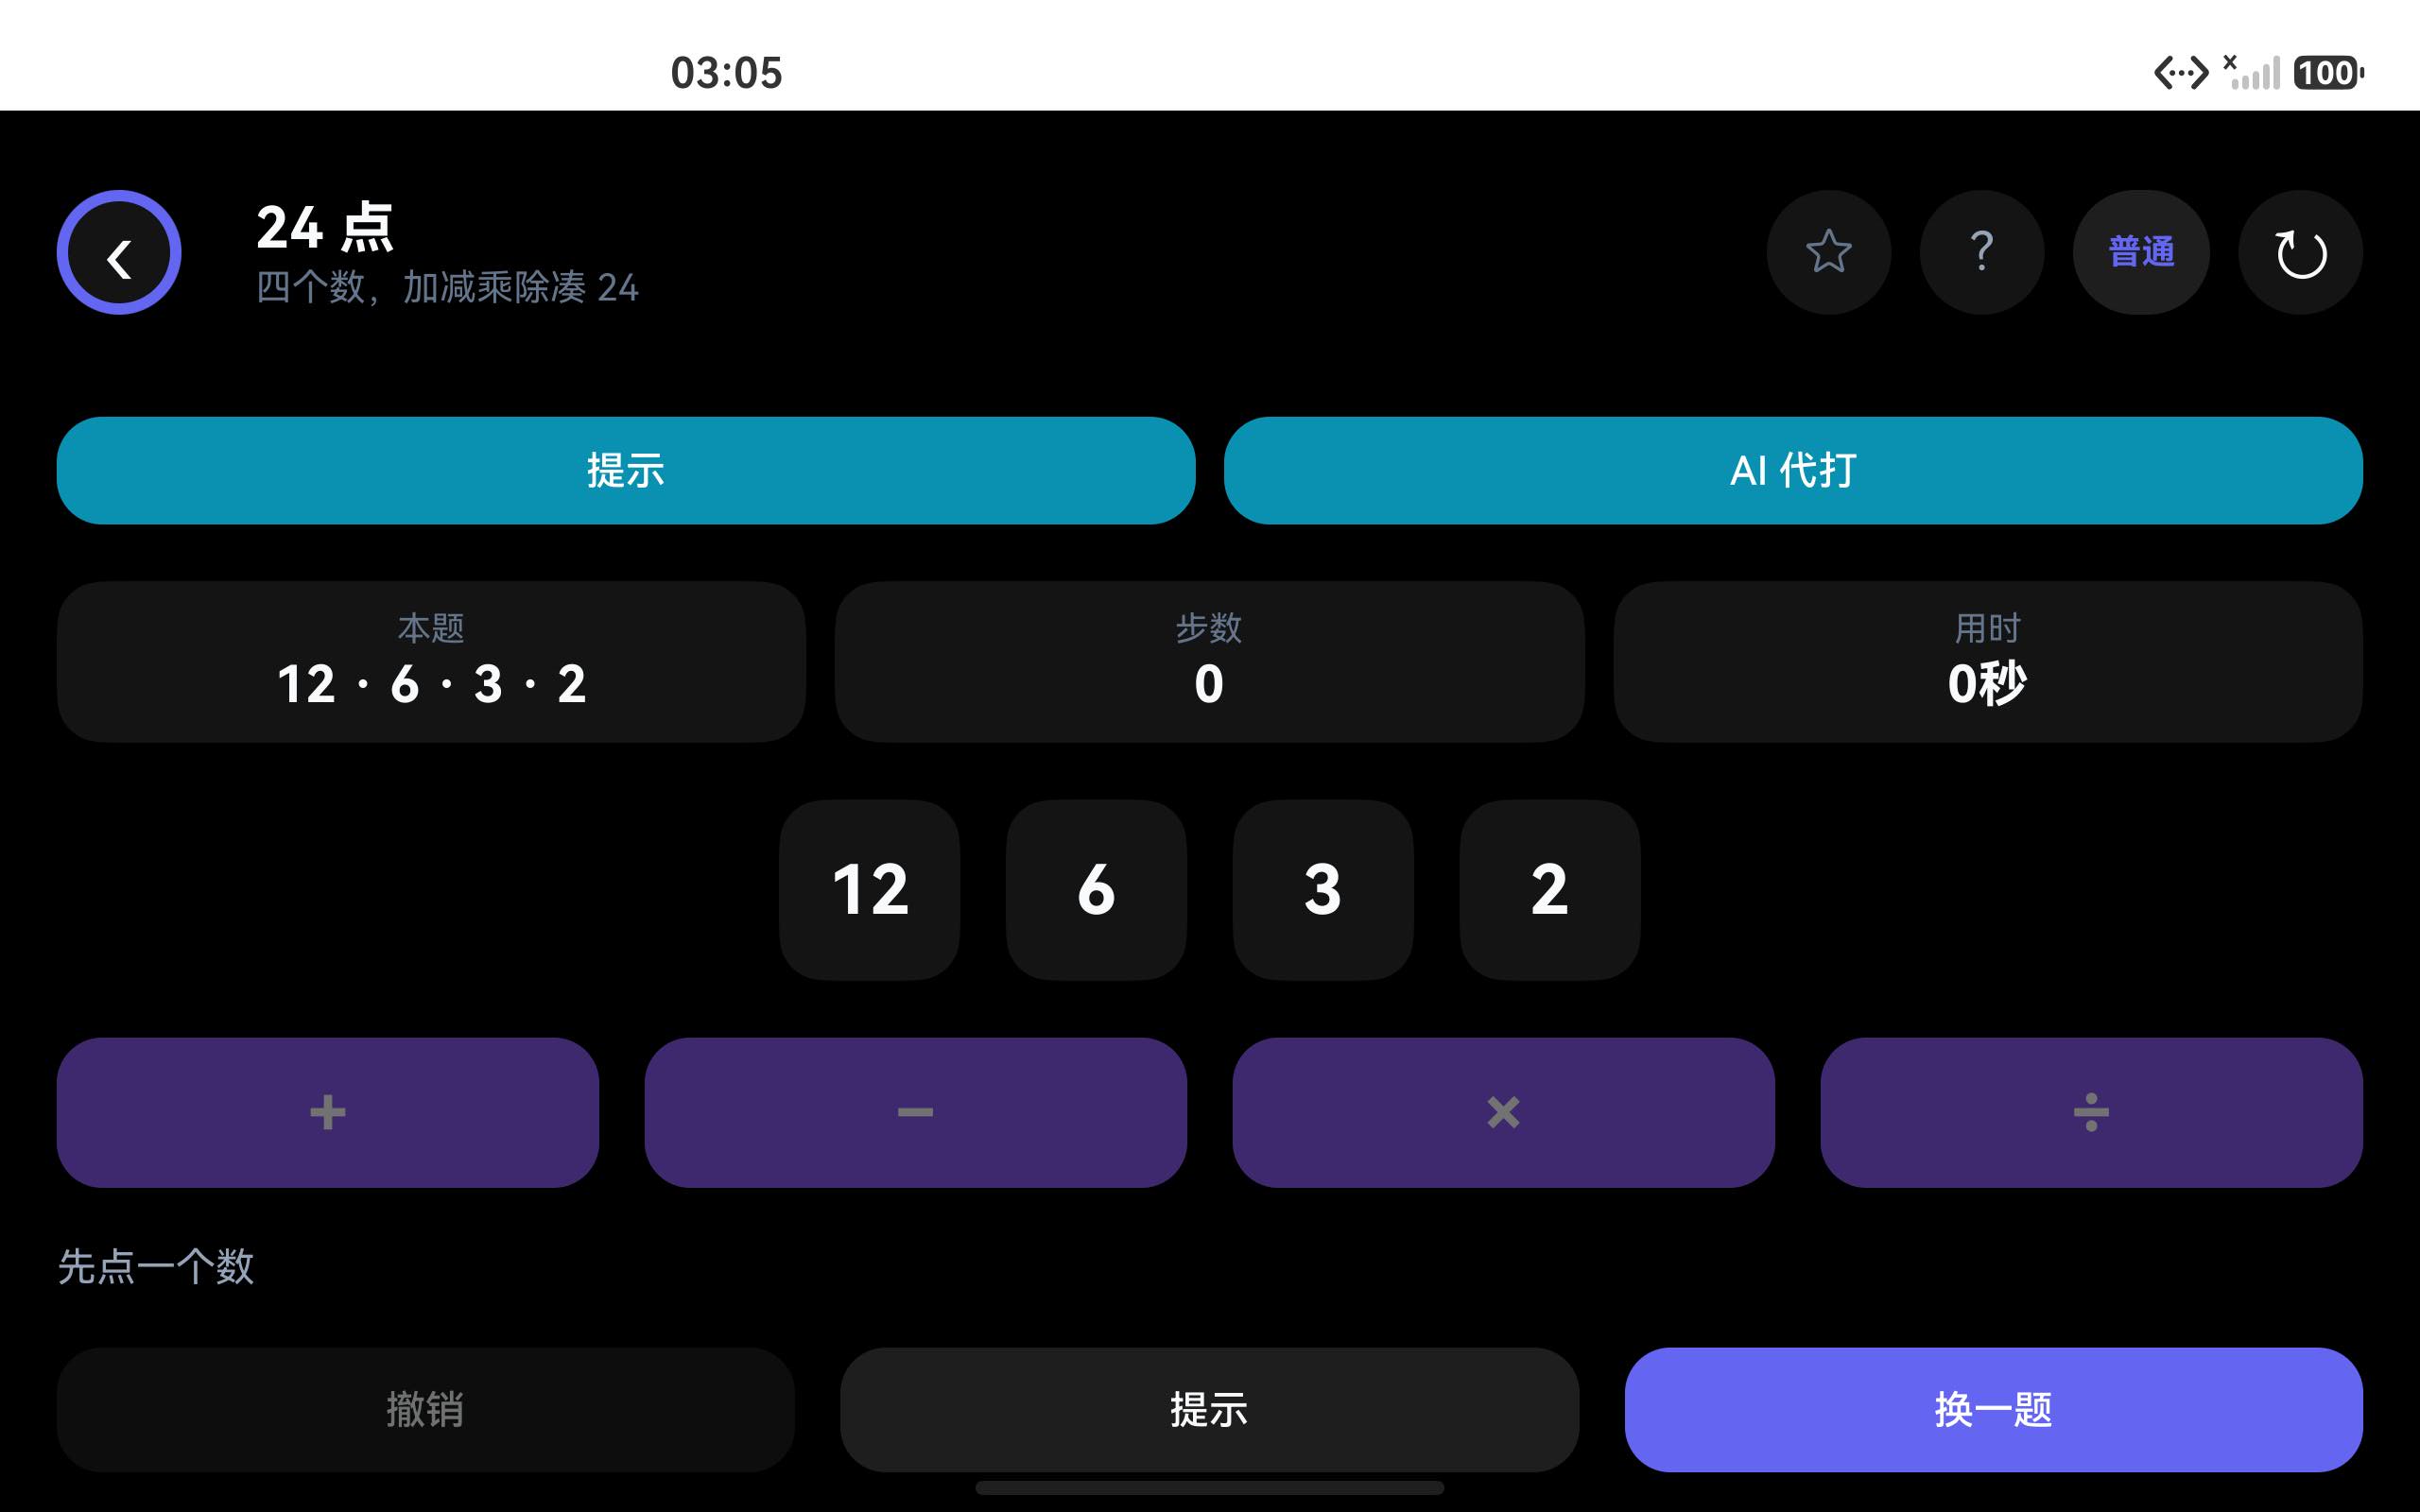 03:05
100
24 点
四个数，加减乘除凑 24
?
普通
提示
AI 代打
本题
12 · 6 · 3 · 2
步数
0
用时
0秒
12
6
3
2
+
−
×
÷
先点一个数
撤销
提示
换一题